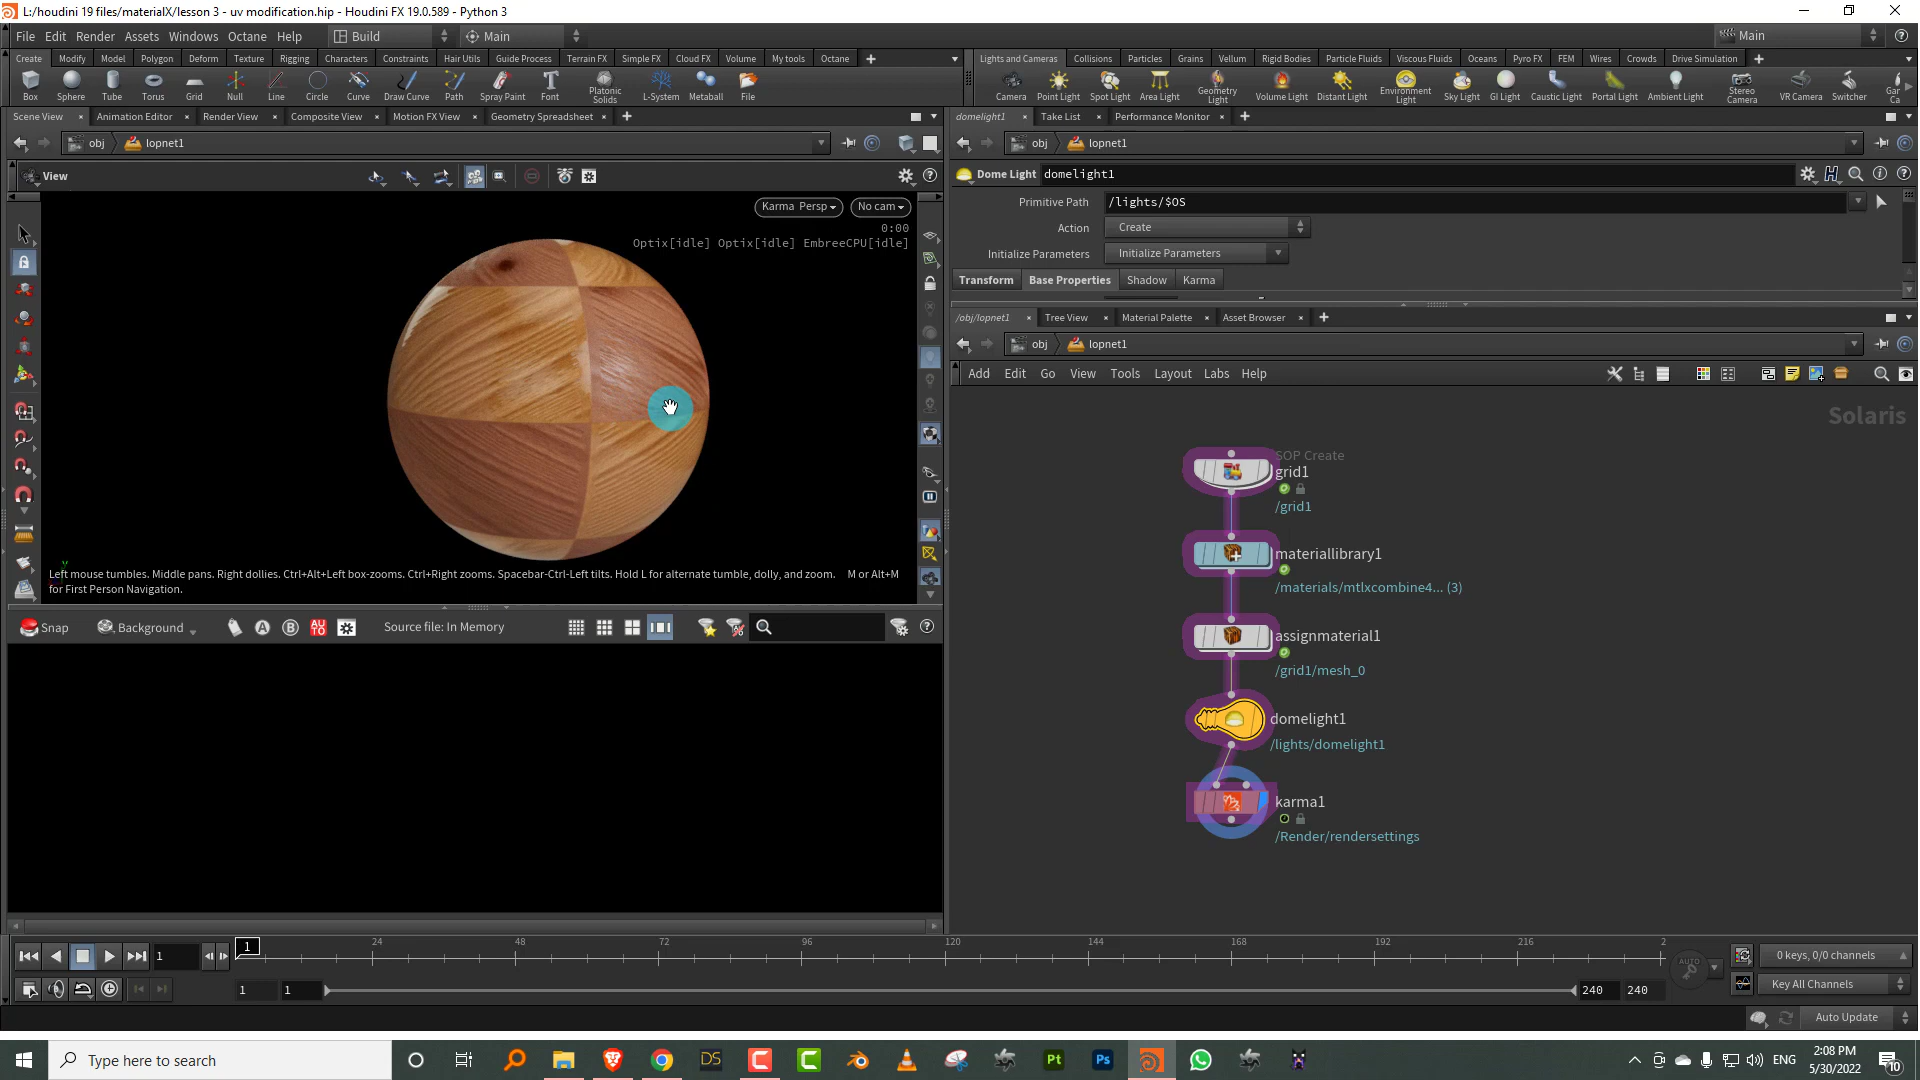 L:/houdini 19 files/materialX/lesson 3 - uv modification.hip - Houdini FX 19.0.589 - Python 3
File Edit Render Assets Windows Octane Help Build Main Main
Create Modify Model Polygon Deform Texture Rigging Characters Constraints Hair Utils Guide Process Terrain FX Simple FX Cloud FX Volume My tools Octane
Lights and Cameras Collisions Particles Grains Vellum Rigid Bodies Particle Fluids Viscous Fluids Oceans Pyro FX FEM Wires Crowds Drive Simulation
Box Sphere Tube Torus Grid Null Line Circle Curve Draw Curve Path Spray Paint Font Platonic Solids L-System Metaball File
Camera Point Light Spot Light Area Light Geometry Light Volume Light Distant Light Environment Light Sky Light GI Light Caustic Light Portal Light Ambient Light Stereo Camera VR Camera Switcher Gar Ca
Scene View Animation Editor Render View Composite View Motion FX View Geometry Spreadsheet
domelight1 Take List Performance Monitor
obj lopnet1
obj lopnet1
View
Dome Light domelight1
Primitive Path /lights/$OS
Action Create
Initialize Parameters Initialize Parameters
Transform Base Properties Shadow Karma
Karma Persp No cam
0:00
Optix[idle] Optix[idle] EmbreeCPU[idle]
Left mouse tumbles. Middle pans. Right dollies. Ctrl+Alt+Left box-zooms. Ctrl+Right zooms. Spacebar-Ctrl-Left tilts. Hold L for alternate tumble, dolly, and zoom. M or Alt+M
for First Person Navigation.
/obj/lopnet1 Tree View Material Palette Asset Browser
obj lopnet1
Add Edit Go View Tools Layout Labs Help
Solaris
SOP Create
grid1
/grid1
materiallibrary1
/materials/mtlxcombine4... (3)
assignmaterial1
/grid1/mesh_0
domelight1
/lights/domelight1
karma1
/Render/rendersettings
Snap Background A B AU TO Source file: In Memory
1 1 24 48 72 96 120 144 168 192 216 2
AUTO
0 keys, 0/0 channels
1 1 240 240
Key All Channels
Auto Update
Type here to search
DS Pt Ps
ENG
2:08 PM
5/30/2022
10